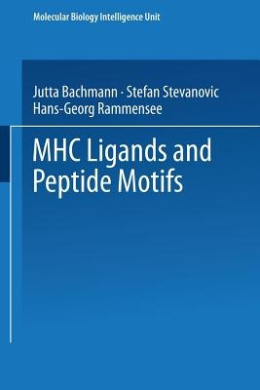 Molecular Biology Intelligence Unit
Jutta Bachmann · Stefan Stevanovic
Hans-Georg Rammensee
MHC Ligands and
Peptide Motifs